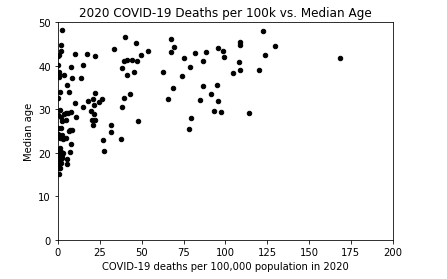 2020 COVID-19 Deaths per 100k vs. Median Age
50
40
30
20
10
0
Median age
0 25 50 75 100 125 150 175 200
COVID-19 deaths per 100,000 population in 2020